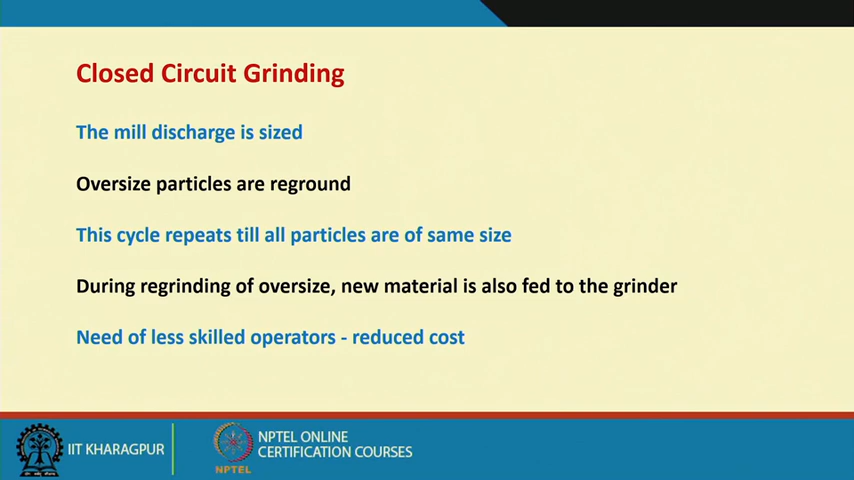 Closed Circuit Grinding
The mill discharge is sized
Oversize particles are reground
This cycle repeats till all particles are of same size
During regrinding of oversize, new material is also fed to the grinder
Need of less skilled operators - reduced cost
IIT KHARAGPUR
NPTEL ONLINE
CERTIFICATION COURSES
NPTEL